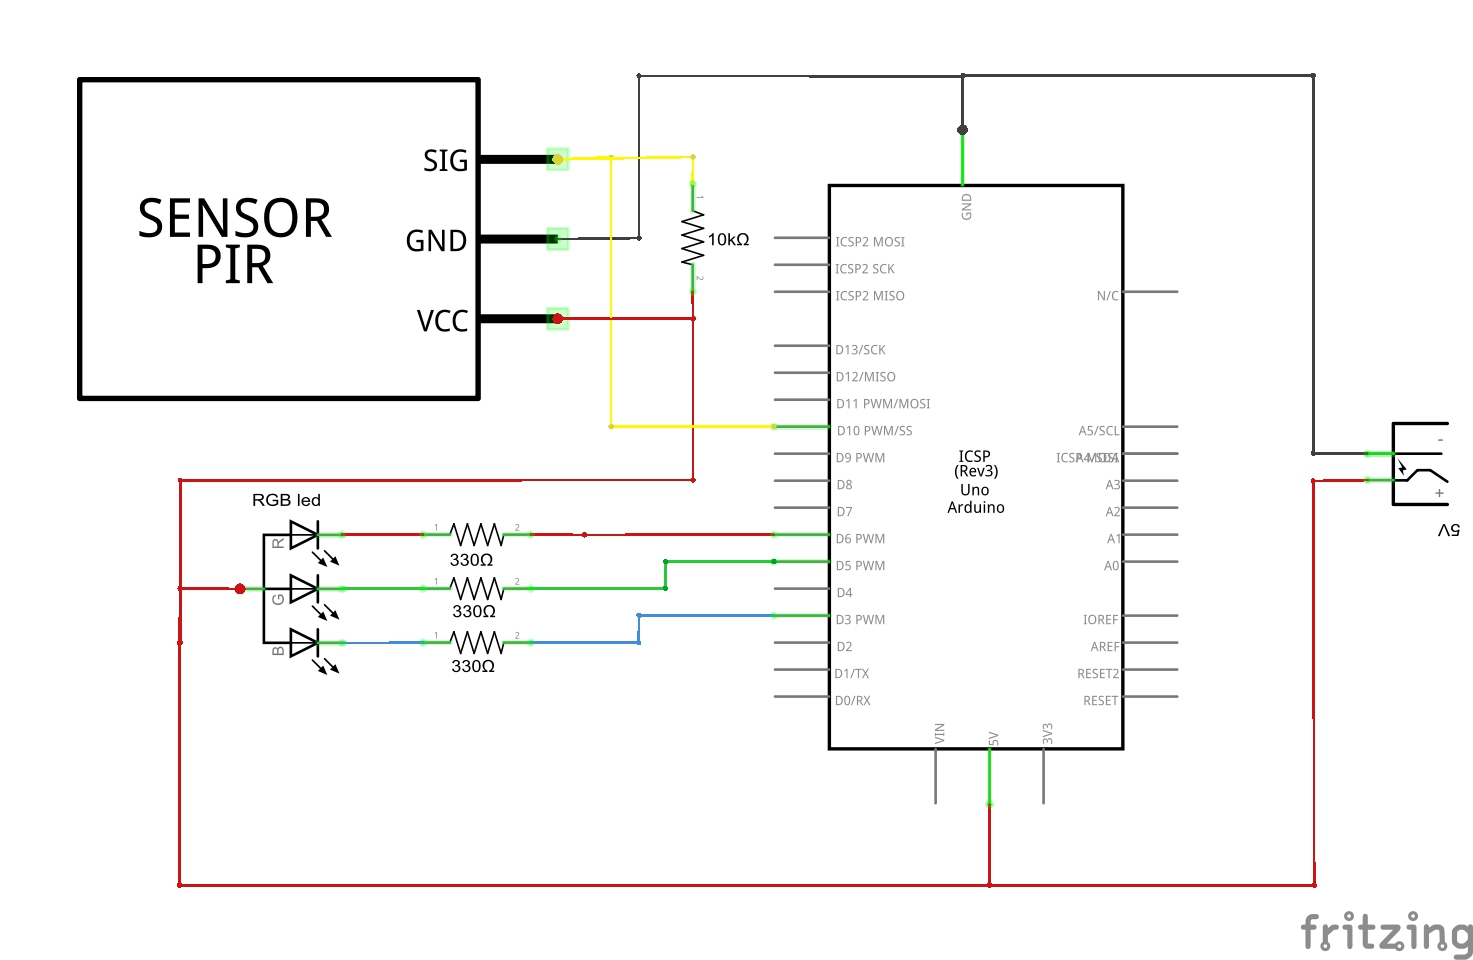 SENSOR
PIR
SIG
GND
VCC
1
10kΩ
2
GND
ICSP2 MOSI
ICSP2 SCK
ICSP2 MISO
N/C
D13/SCK
D12/MISO
D11 PWM/MOSI
D10 PWM/SS
D9 PWM
D8
D7
D6 PWM
D5 PWM
D4
D3 PWM
D2
D1/TX
D0/RX
ICSP
(Rev3)
Uno
Arduino
A5/SCL
A3
A2
A1
A0
IOREF
AREF
RESET2
RESET
VIN
5V
3V3
-
+
5V
RGB led
R
1
2
330Ω
G
1
2
330Ω
B
1
2
330Ω
fritzing